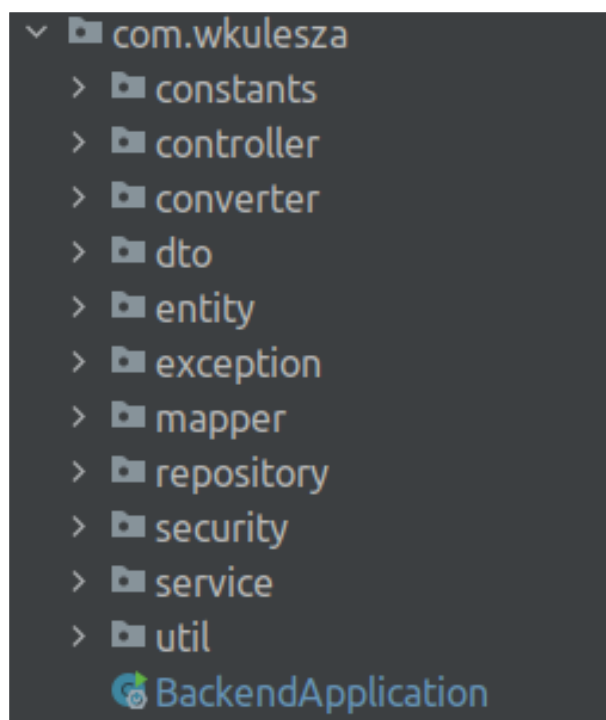 com.wkulesza
constants
controller
converter
dto
entity
exception
mapper
repository
security
service
util
BackendApplication